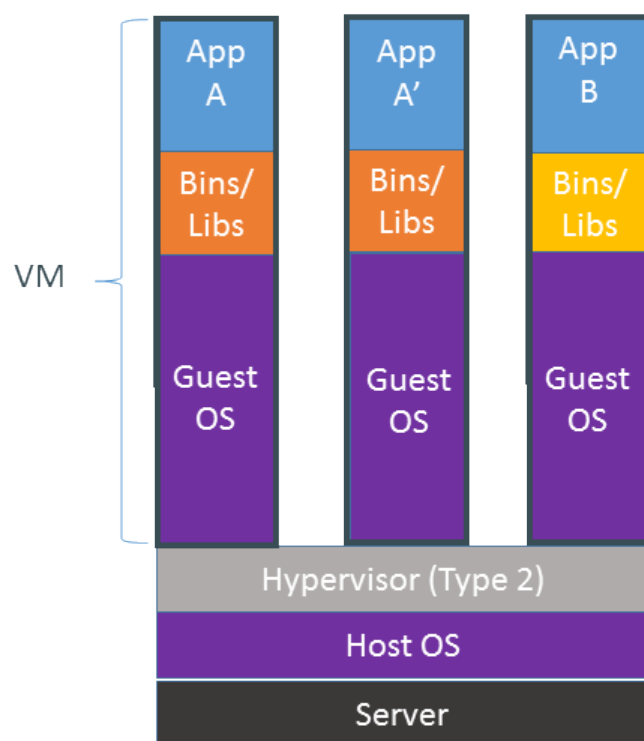 App
A
App
A’
App
B
Bins/
Libs
Bins/
Libs
Bins/
Libs
VM
Guest
OS
Guest
OS
Guest
OS
Hypervisor (Type 2)
Host OS
Server